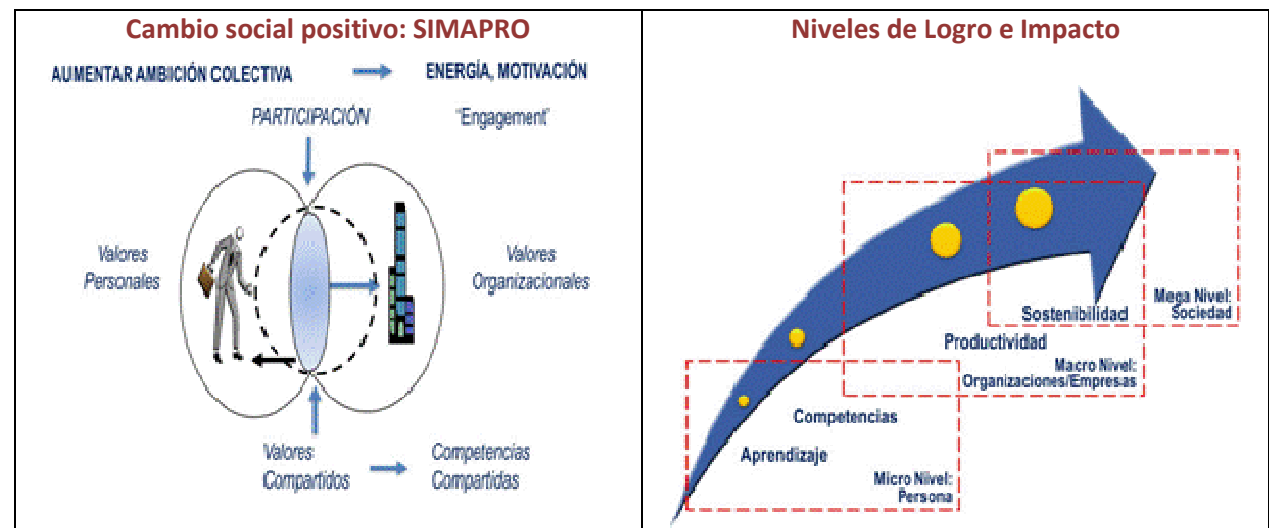 Cambio social positivo: SIMAPRO
AUMENTAR AMBICIÓN COLECTIVA
ENERGÍA, MOTIVACIÓN
PARTICIPACIÓN
"Engagement"
Valores
Personales
Valores
Organizacionales
Valores
Compartidos
Competencias
Compartidas
Niveles de Logro e Impacto
Mega Nivel:
Sociedad
Sostenibilidad
Productividad
Macro Nivel:
Organizaciones/Empresas
Competencias
Aprendizaje
Micro Nivel:
Persona